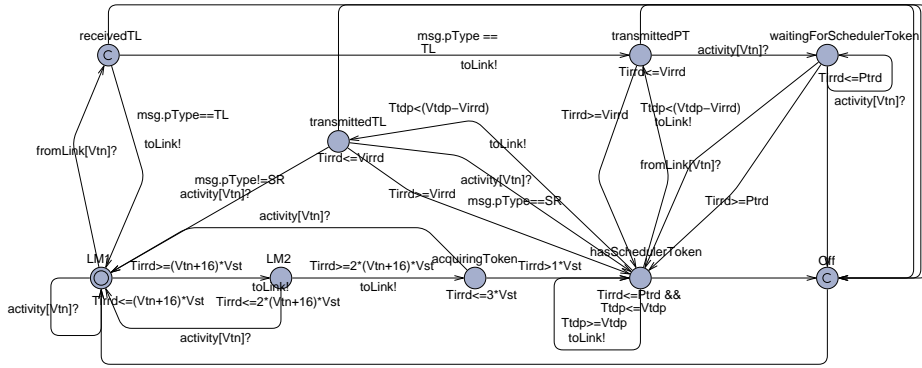 receivedTL
msg.pType ==
TL
toLink!
transmittedPT
activity[Vtn]?
waitingForSchedulerToken
C
Tirrd<=Virrd
Tirrd<=Ptrd
activity[Vtn]?
msg.pType==TL
toLink!
transmittedTL
Ttdp<(Vtdp−Virrd)
toLink!
Tirrd>=Virrd
Ttdp<(Vtdp−Virrd)
toLink!
fromLink[Vtn]?
Tirrd<=Virrd
fromLink[Vtn]?
msg.pType!=SR
activity[Vtn]?
activity[Vtn]?
msg.pType==SR
Tirrd>=Virrd
Tirrd>=Ptrd
activity[Vtn]?
LM1
Tirrd>=(Vtn+16)*Vst
toLink!
LM2
Tirrd>=2*(Vtn+16)*Vst
toLink!
acquiringToken
Tirrd>1*Vst
hasSchedulerToken
Off
C
Tirrd<=(Vtn+16)*Vst
Tirrd<=2*(Vtn+16)*Vst
Tirrd<=3*Vst
Tirrd<=Ptrd &&
Ttdp<=Vtdp
activity[Vtn]?
activity[Vtn]?
Ttdp>=Vtdp
toLink!